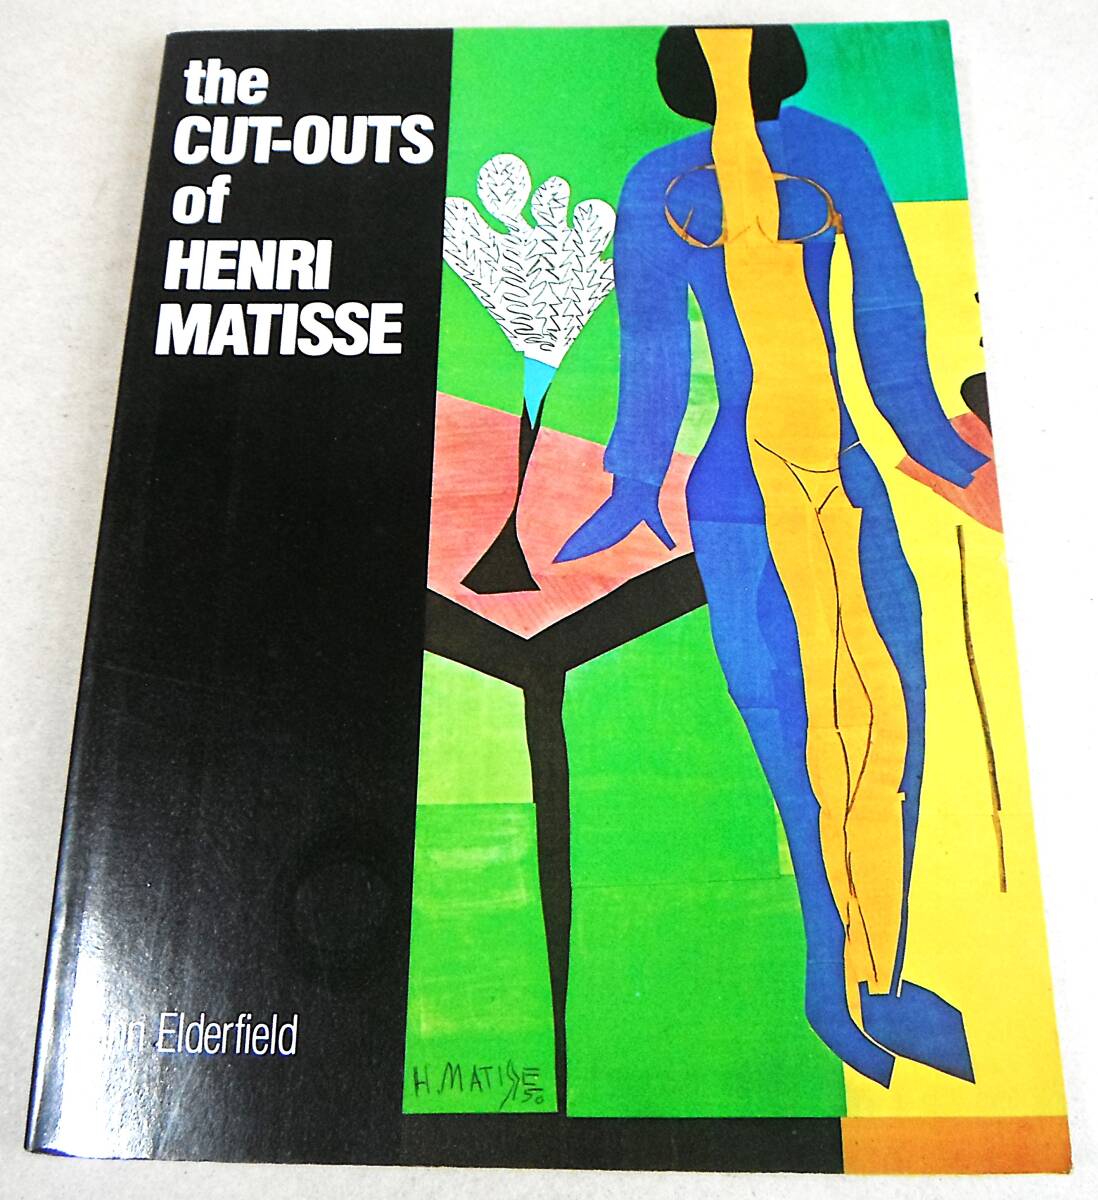 the
CUT-OUTS
of
HENRI
MATISSE
Elderfield
H. MATISSE
50